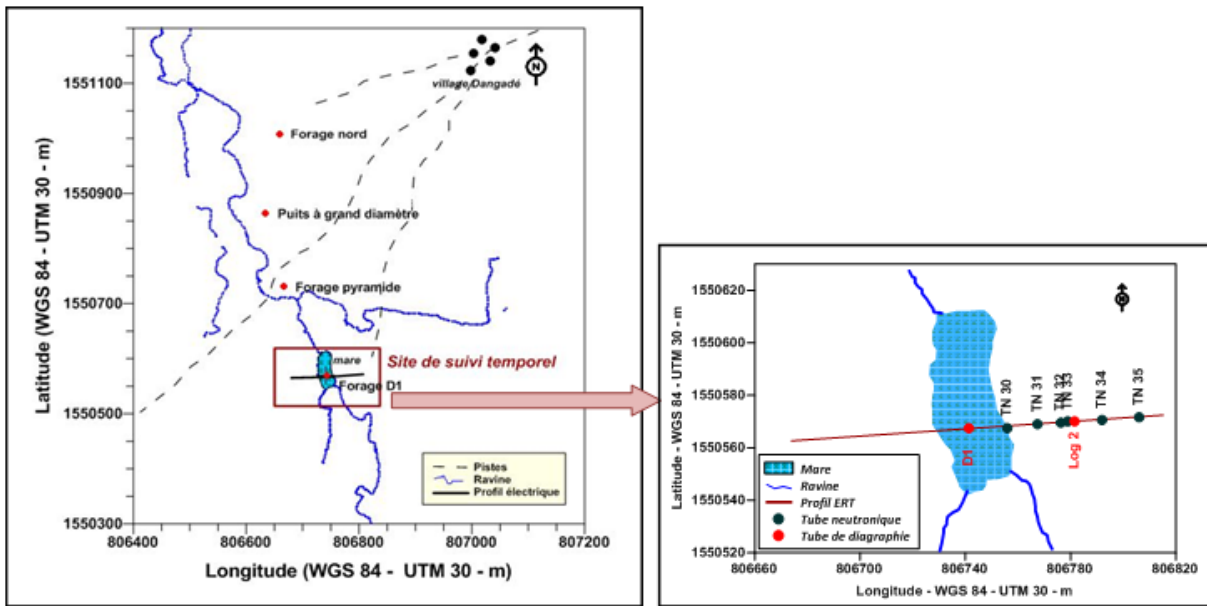 1551100
1550900
1550700
1550500
1550300
Latitude (WGS 84 - UTM 30 - m)
806400
806600
806800
807000
807200
Longitude (WGS 84 - UTM 30 - m)
N
village Dangadé
Forage nord
Puits à grand diamètre
Forage pyramide
mare
Site de suivi temporel
Forage D1
Pistes
Ravine
Profil électrique
1550620
1550600
1550580
1550560
1550540
1550520
Latitude - WGS 84 - UTM 30 - m
806660
806700
806740
806780
806820
Longitude - WGS 84 - UTM 30 - m
N
TN 30
TN 31
TN 32
TN 33
TN 34
TN 35
D1
Log 2
Mare
Ravine
Profil ERT
Tube neutronique
Tube de diagraphie